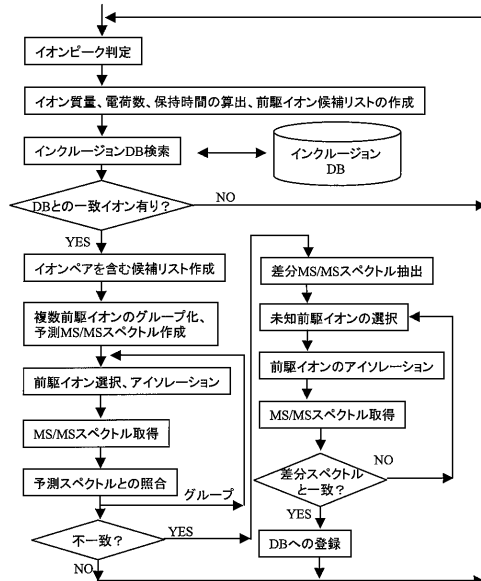 イオンピーク判定
イオン質量、電荷数、保持時間の算出、前駆イオン候補リストの作成
インクルージョンDB検索
インクルージョン
DB
DBとの一致イオン有り?
NO
YES
イオンペアを含む候補リスト作成
複数前駆イオンのグループ化、
予測MS/MSスペクトル作成
前駆イオン選択、アイソレーション
MS/MSスペクトル取得
予測スペクトルとの照合
グループ
不一致?
YES
NO
差分MS/MSスペクトル抽出
未知前駆イオンの選択
前駆イオンのアイソレーション
MS/MSスペクトル取得
差分スペクトル
と一致?
NO
YES
DBへの登録